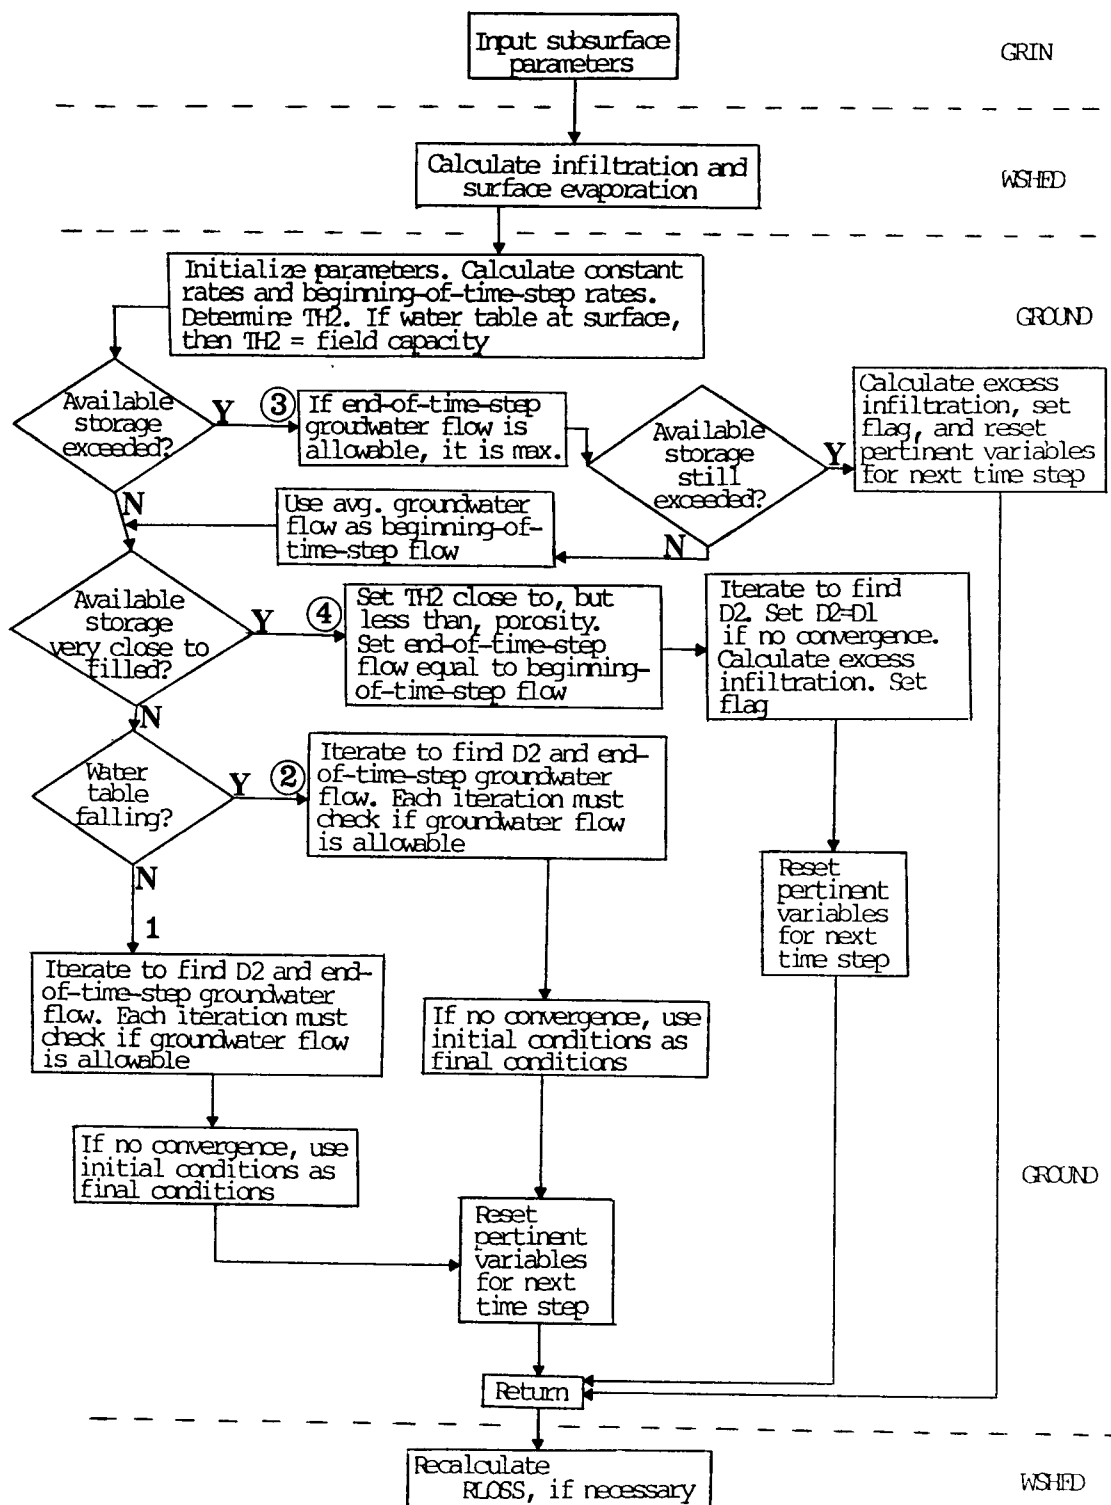 Input subsurface
parameters
GRIN
Calculate infiltration and
surface evaporation
WSHED
Initialize parameters. Calculate constant
rates and beginning-of-time-step rates.
Determine TH2. If water table at surface,
then TH2 = field capacity
GROUND
Available
storage
exceeded?
Y
3
If end-of-time-step
groundwater flow is
allowable, it is max.
Available
storage
still
exceeded?
Y
Calculate excess
infiltration, set
flag, and reset
pertinent variables
for next time step
N
Use avg. groundwater
flow as beginning-of-
time-step flow
N
Available
storage
very close to
filled?
Y
4
Set TH2 close to, but
less than, porosity.
Set end-of-time-step
flow equal to beginning-
of-time-step flow
Iterate to find
D2. Set D2=D1
if no convergence.
Calculate excess
infiltration. Set
flag
N
Water
table
falling?
Y
2
Iterate to find D2 and end-
of-time-step groundwater
flow. Each iteration must
check if groundwater flow
is allowable
N
1
Reset
pertinent
variables
for next
time step
Iterate to find D2 and end-
of-time-step groundwater
flow. Each iteration must
check if groundwater flow
is allowable
If no convergence, use
initial conditions as
final conditions
If no convergence, use
initial conditions as
final conditions
GROUND
Reset
pertinent
variables
for next
time step
Return
Recalculate
RLOSS, if necessary
WSHED